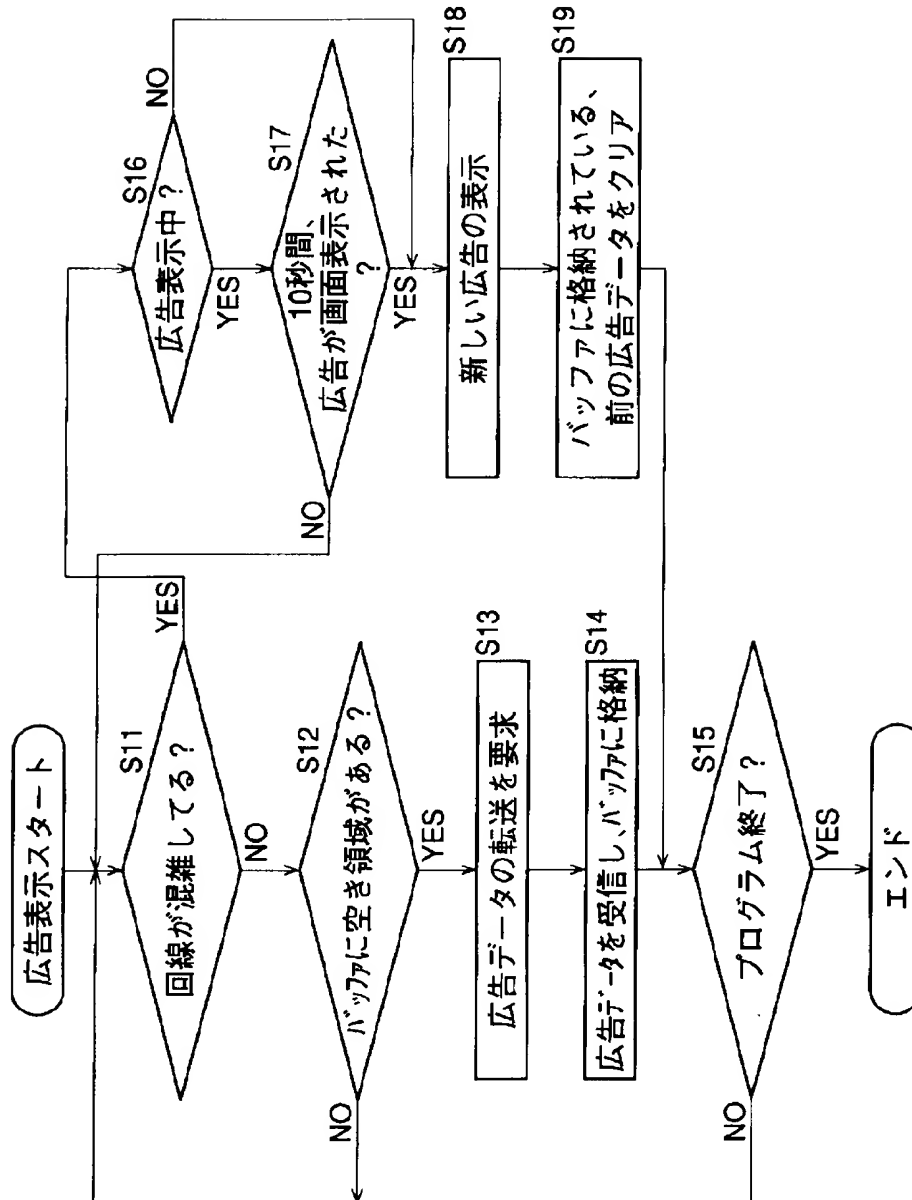 広告表示スタート
S11
回線が混雑してる?
YES
NO
S12
バッファに空き領域がある?
NO
YES
S13
広告データの転送を要求
S14
広告データを受信し、バッファに格納
S15
プログラム終了?
NO
YES
エンド
S16
広告表示中?
NO
YES
S17
10秒間、
広告が画面表示された
?
NO
YES
S18
新しい広告の表示
S19
バッファに格納されている、
前の広告データをクリア